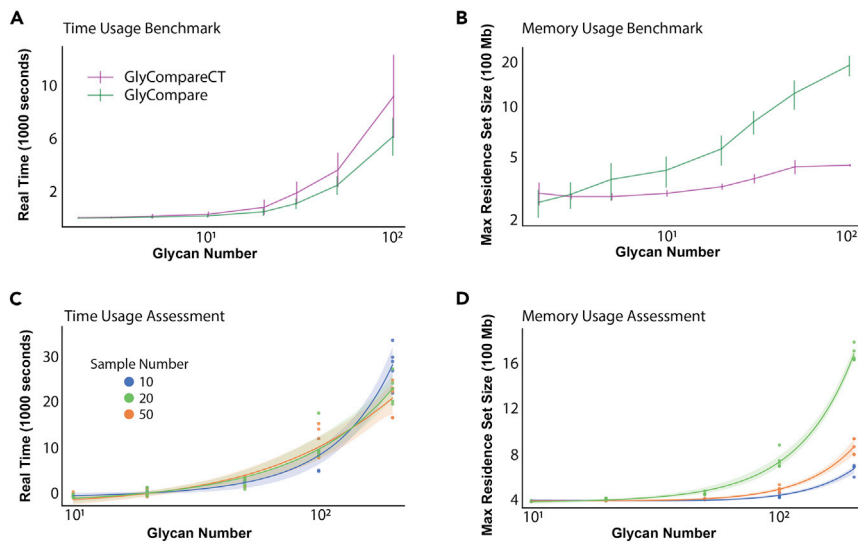 A
Time Usage Benchmark
Real Time (1000 seconds)
10
6
2
GlyCompareCT
GlyCompare
10¹
10²
Glycan Number
B
Memory Usage Benchmark
Max Residence Set Size (100 Mb)
20
10
5
2
10¹
10²
Glycan Number
C
Time Usage Assessment
Real Time (1000 seconds)
30
20
10
0
Sample Number
10
20
50
10¹
10²
Glycan Number
D
Memory Usage Assessment
Max Residence Set Size (100 Mb)
16
12
8
4
10¹
10²
Glycan Number